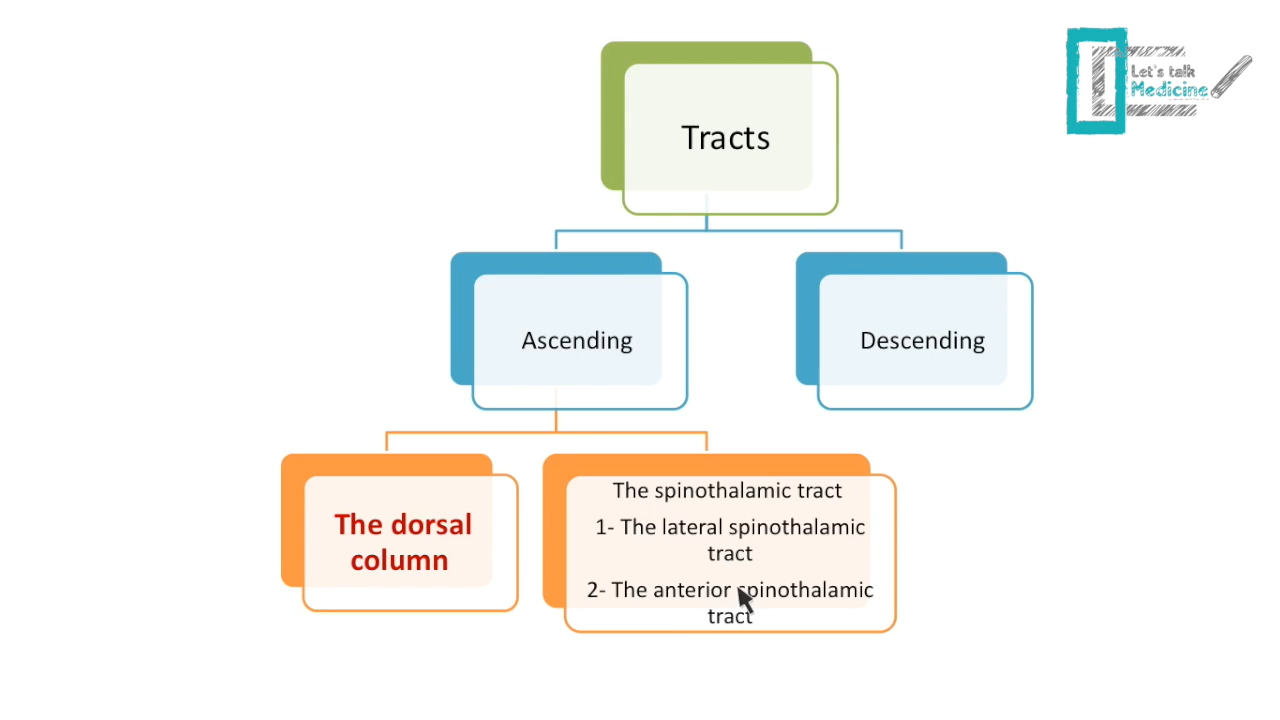 Let's talk
Medicine
Tracts
Ascending
Descending
The dorsal
column
The spinothalamic tract
1- The lateral spinothalamic
tract
2- The anterior spinothalamic
tract